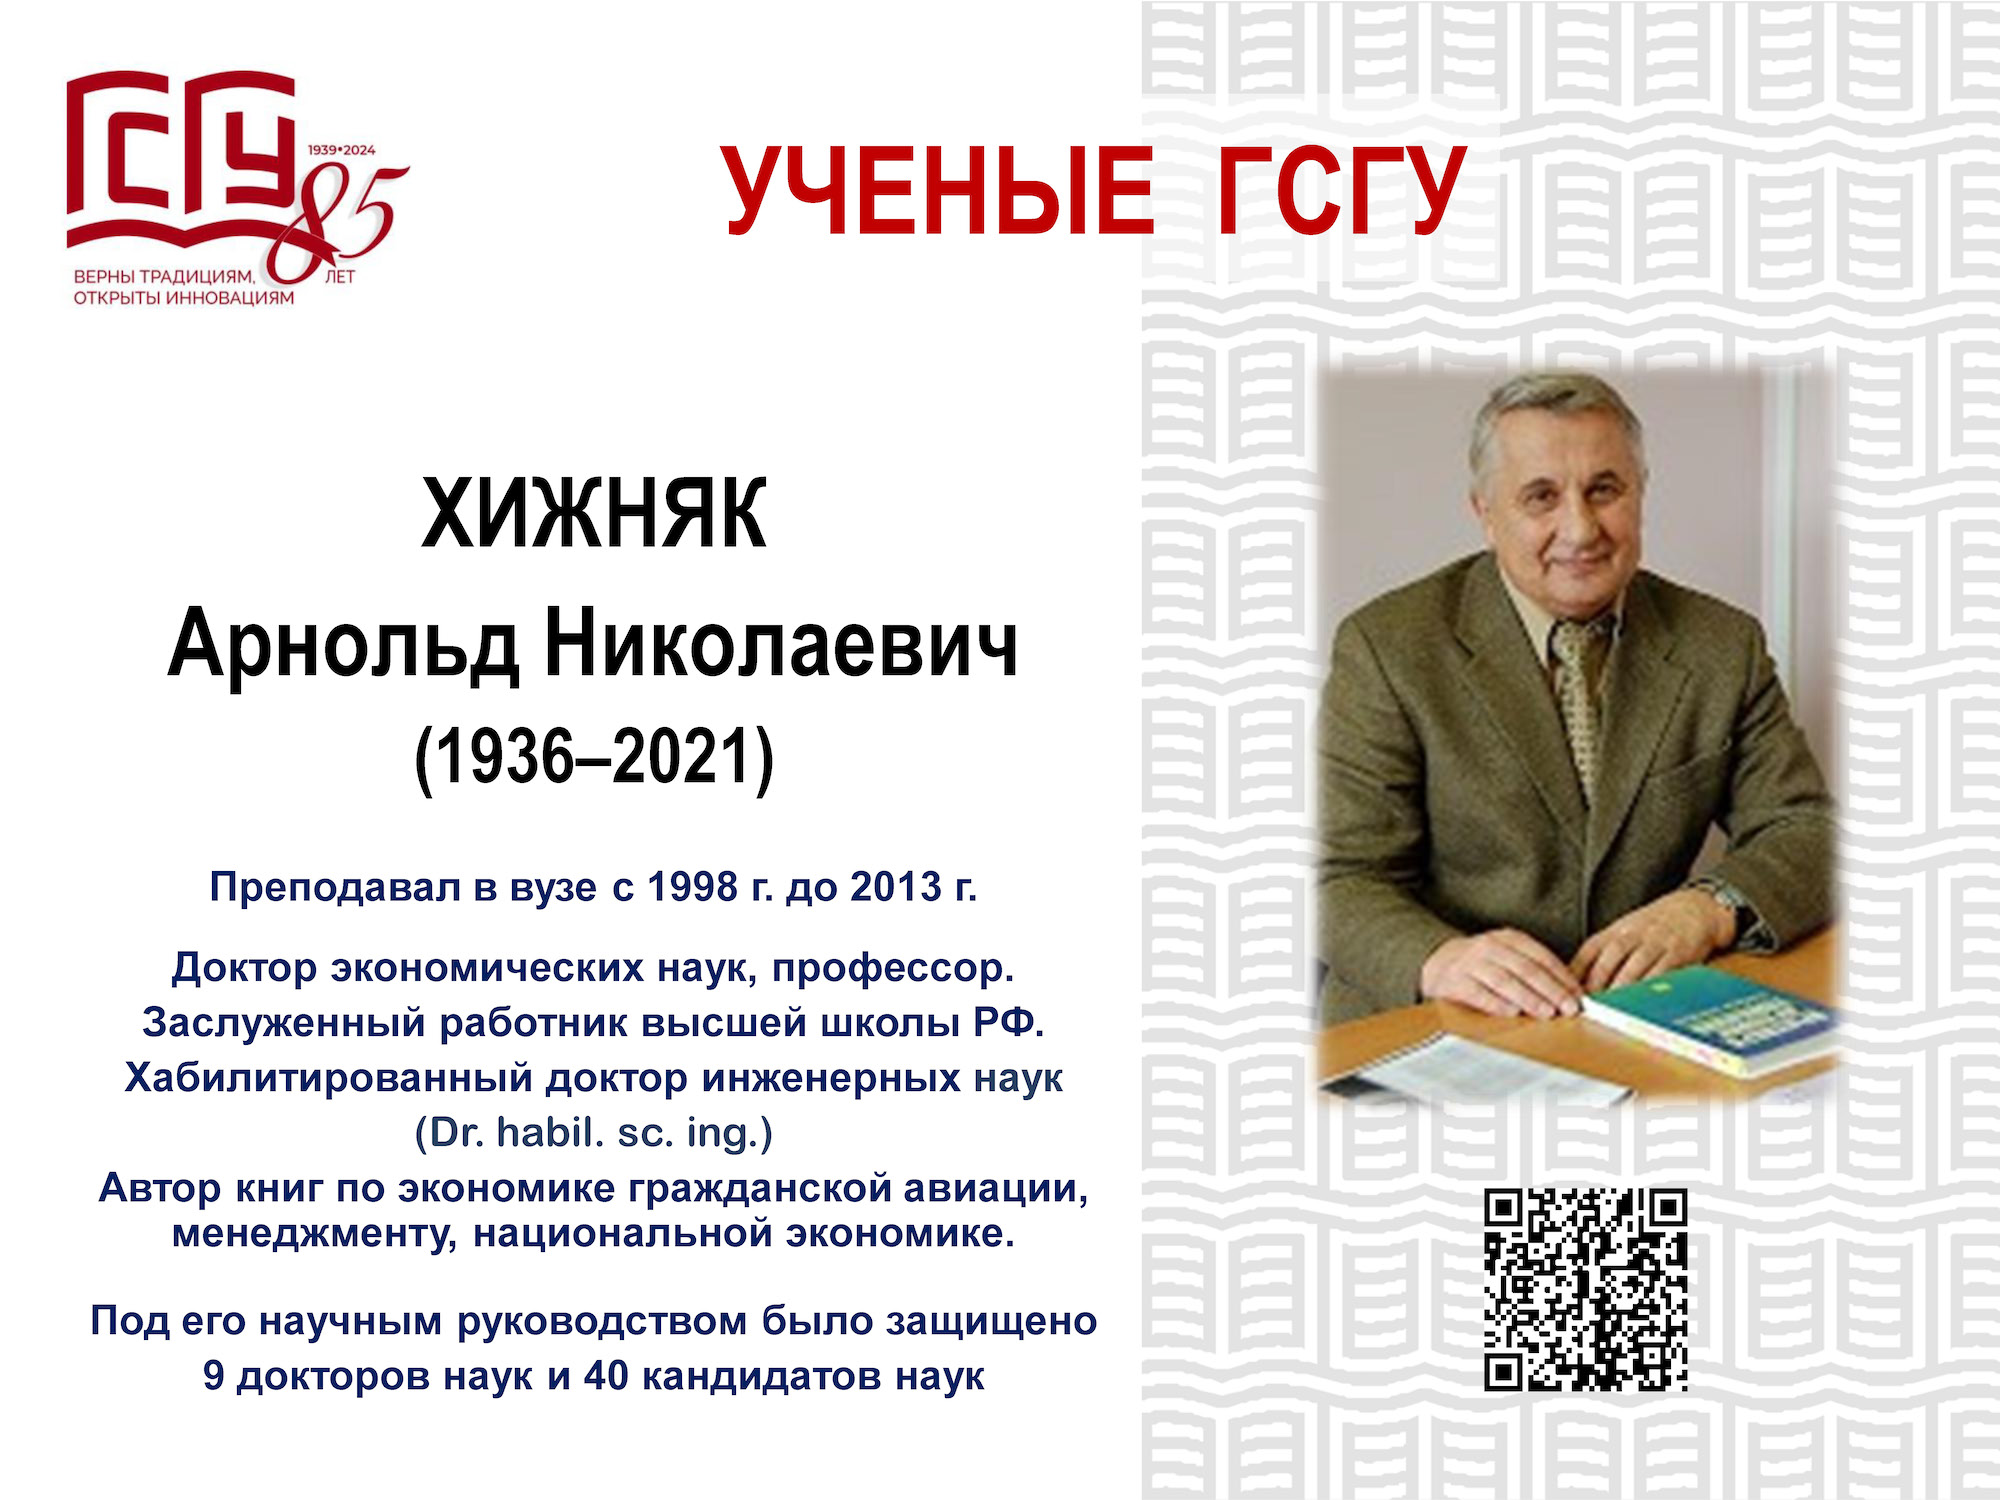 ГСГУ
1939•2024
85
ВЕРНЫ ТРАДИЦИЯМ, ЛЕТ
ОТКРЫТЫ ИННОВАЦИЯМ
УЧЕНЫЕ ГСГУ
ХИЖНЯК
Арнольд Николаевич
(1936–2021)
Преподавал в вузе с 1998 г. до 2013 г.
Доктор экономических наук, профессор.
Заслуженный работник высшей школы РФ.
Хабилитированный доктор инженерных наук
(Dr. habil. sc. ing.)
Автор книг по экономике гражданской авиации,
менеджменту, национальной экономике.
Под его научным руководством было защищено
9 докторов наук и 40 кандидатов наук